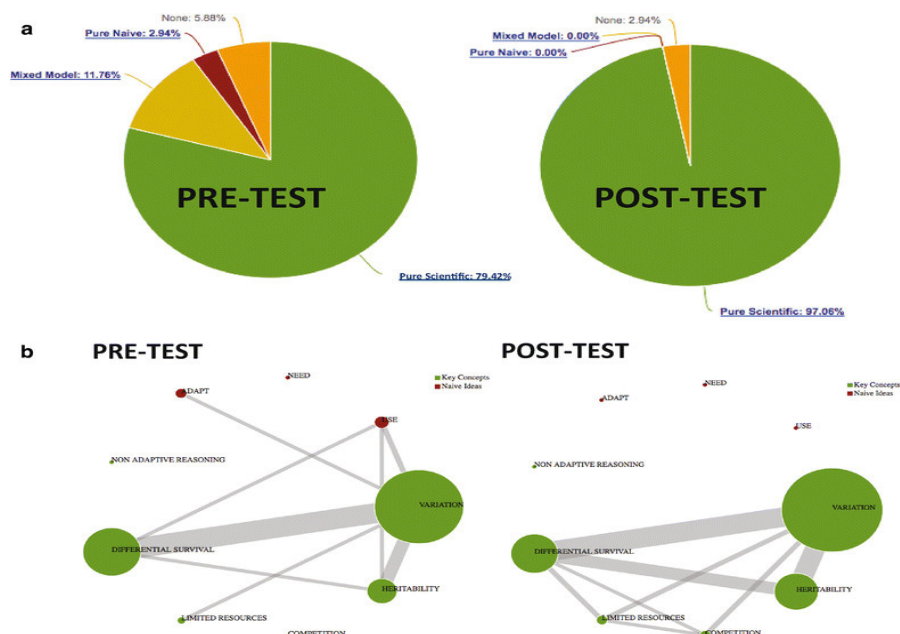 a
None: 5.88%
Pure Naive: 2.94%
Mixed Model: 11.76%
PRE-TEST
Pure Scientific: 79.42%
None: 2.94%
Mixed Model: 0.00%
Pure Naive: 0.00%
POST-TEST
Pure Scientific: 97.06%
b
PRE-TEST
NEED
Key Concepts
Naive Ideas
ADAPT
USE
NON ADAPTIVE REASONING
VARIATION
DIFFERENTIAL SURVIVAL
HERITABILITY
LIMITED RESOURCES
COMPETITION
POST-TEST
NEED
Key Concepts
Naive Ideas
ADAPT
USE
NON ADAPTIVE REASONING
VARIATION
DIFFERENTIAL SURVIVAL
HERITABILITY
LIMITED RESOURCES
COMPETITION